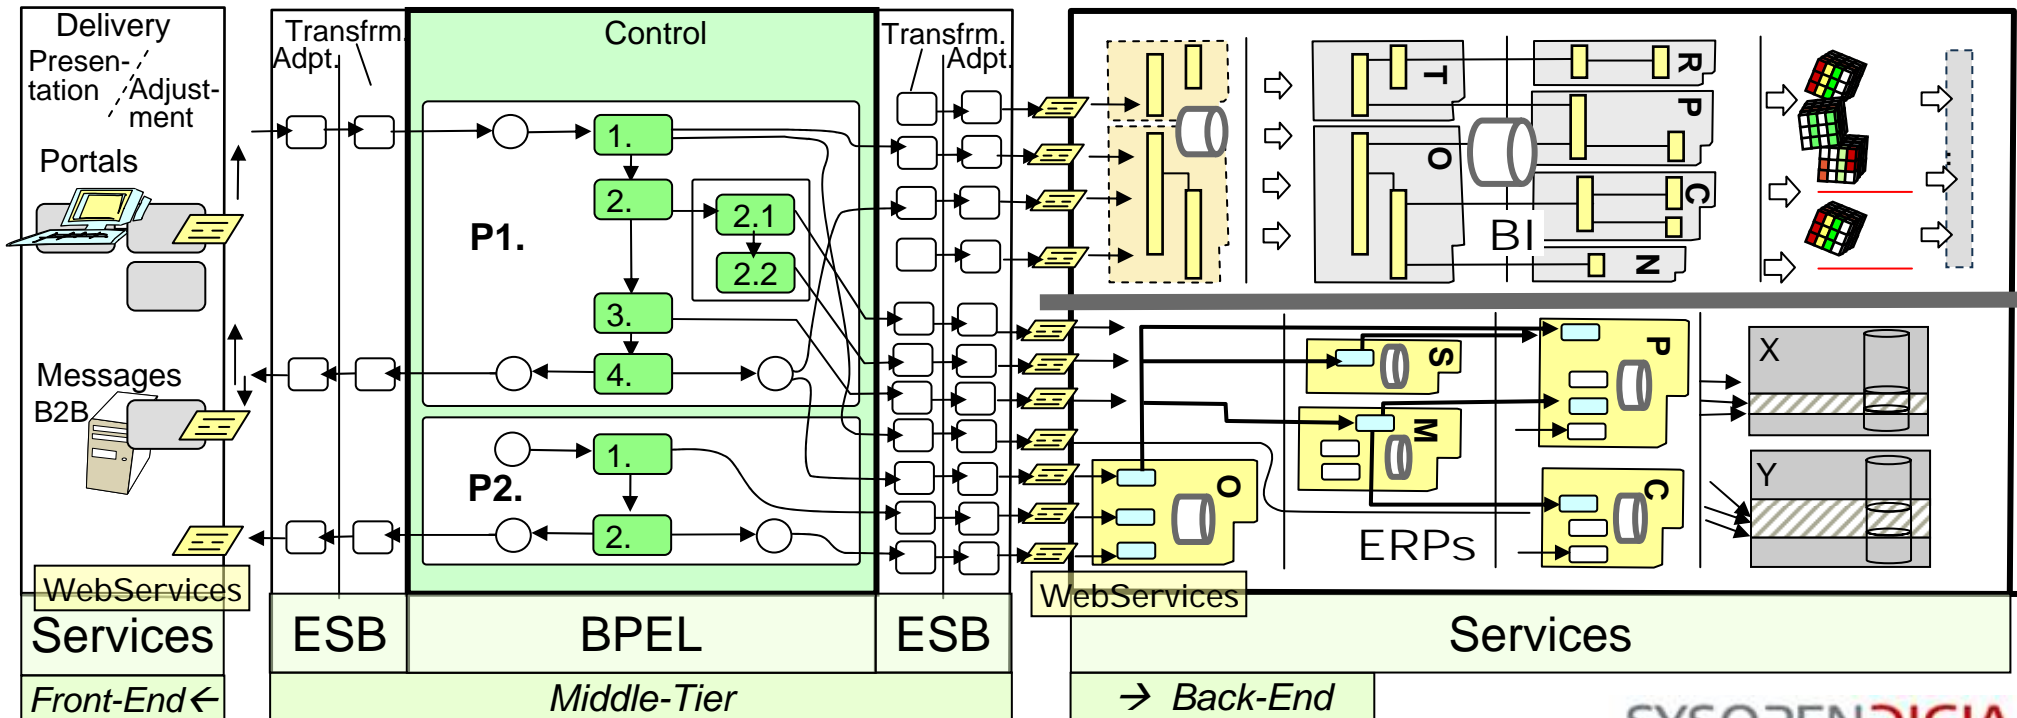 Delivery
Presen-
tation
Adjust-
ment
Portals
Messages
B2B
WebServices
Services
Front-End←
Transfrm.
Adpt.
Control
P1.
1.
2.
2.1
2.2
3.
4.
P2.
1.
2.
Transfrm.
Adpt.
ESB
BPEL
ESB
Middle-Tier
T
O
R
P
C
N
BI
S
M
O
P
C
ERPs
X
Y
WebServices
Services
→ Back-End
SYSOPENDIGIA